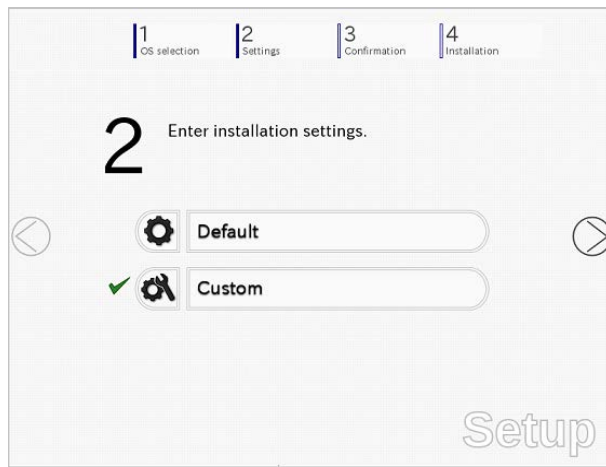 1 2 3 4
OS selection Settings Confirmation Installation
2 Enter installation settings.
Default
Custom
Setup